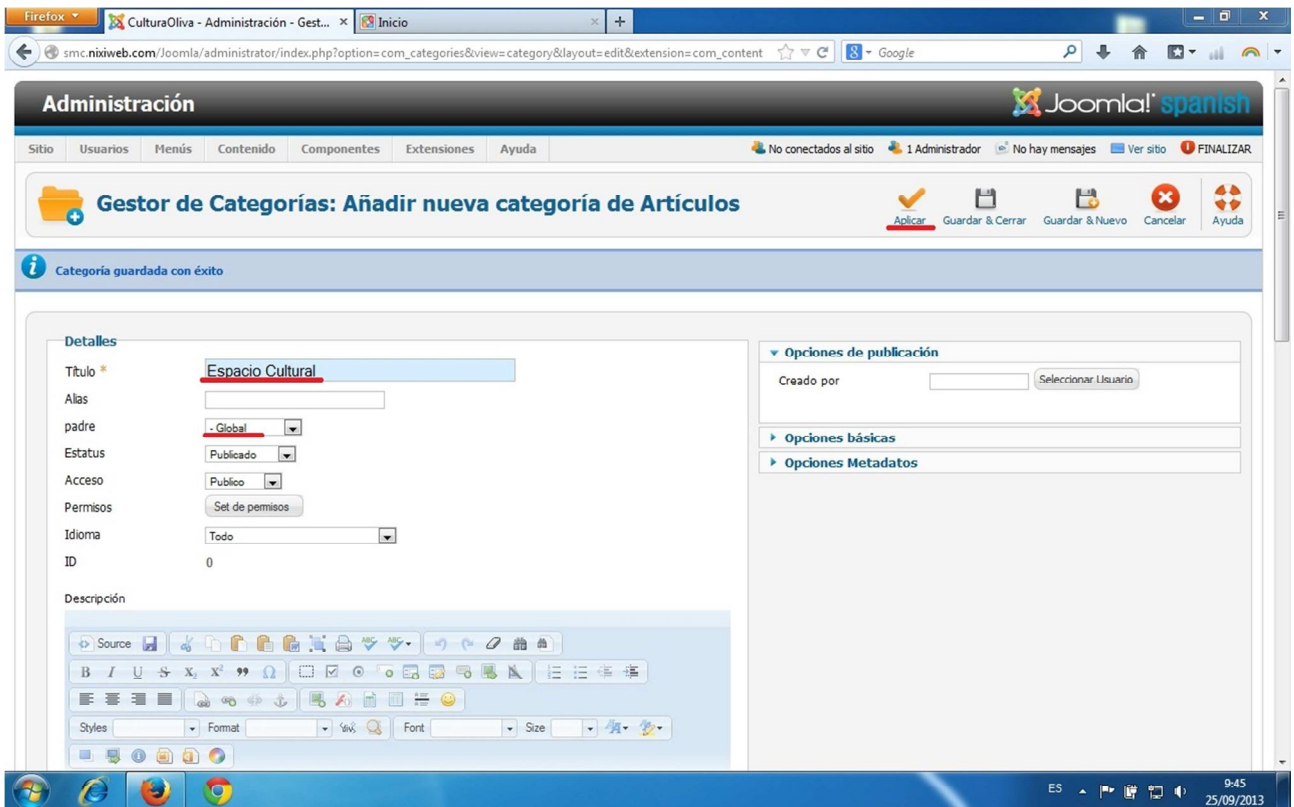 Firefox
CulturaOliva - Administración - Gest...
Inicio
smc.nixiweb.com/Joomla/administrator/index.php?option=com_categories&view=category&layout=edit&extension=com_content
Google
Administración
Joomla! spanish
Sitio Usuarios Menús Contenido Componentes Extensiones Ayuda No conectados al sitio 1 Administrador No hay mensajes Ver sitio FINALIZAR
Gestor de Categorías: Añadir nueva categoría de Artículos
Aplicar Guardar & Cerrar Guardar & Nuevo Cancelar Ayuda
Categoría guardada con éxito
Detalles
Título *
Espacio Cultural
Alias
padre
- Global
Estatus
Publicado
Acceso
Publico
Permisos
Set de permisos
Idioma
Todo
ID
0
Descripción
Source
ABC ABC
B I U S X₂ X² Ω
Styles Format Font Size
Opciones de publicación
Creado por
Seleccionar Usuario
Opciones básicas
Opciones Metadatos
ES
9:45
25/09/2013